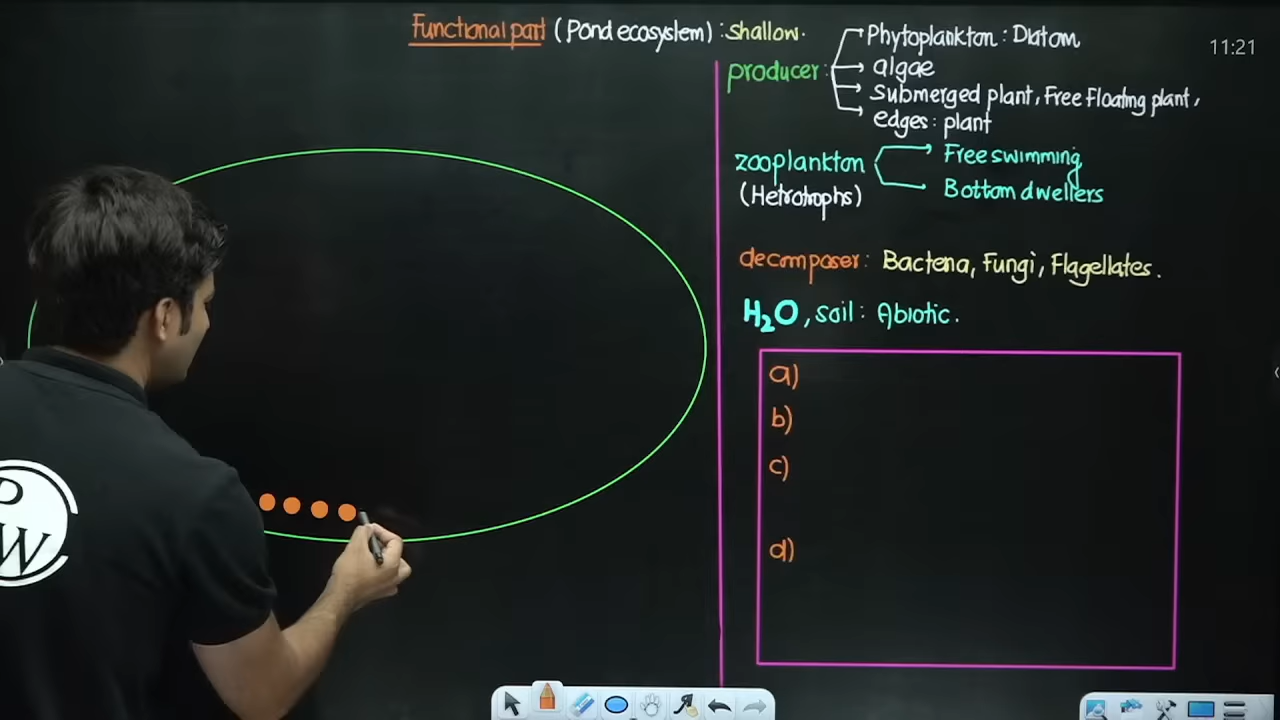 Functional part (Pond ecosystem) : shallow.
11:21
producer :
Phytoplankton : Diatom
algae
submerged plant, Free Floating plant,
edges : plant
zooplankton
(Hetrotrophs)
Free swimming
Bottom dwellers
decomposer : Bacteria, Fungi, Flagellates.
H₂O, soil : Abiotic.
a)
b)
c)
d)
P
W